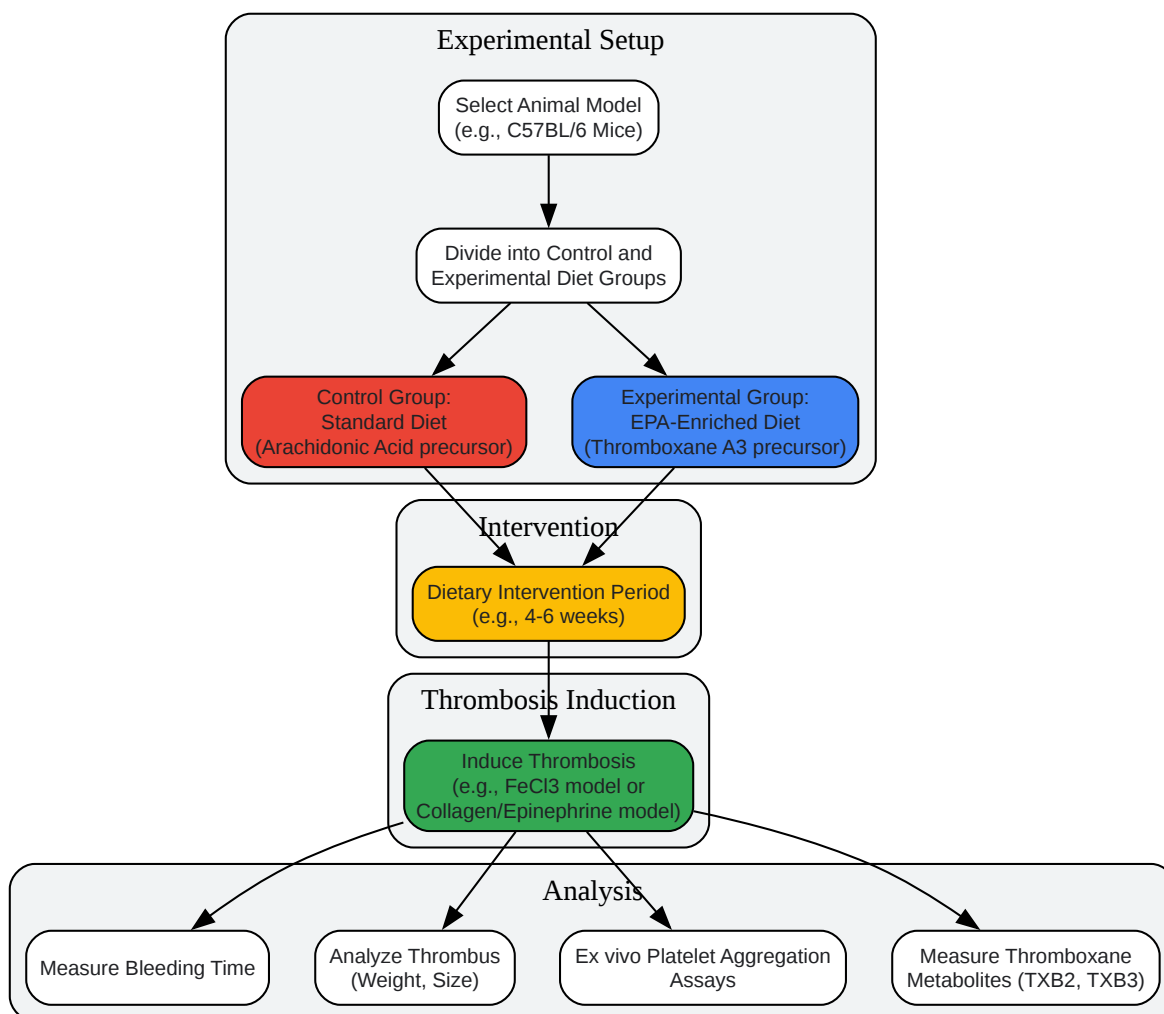 Experimental Setup
Select Animal Model
(e.g., C57BL/6 Mice)
Divide into Control and
Experimental Diet Groups
Control Group:
Standard Diet
(Arachidonic Acid precursor)
Experimental Group:
EPA-Enriched Diet
(Thromboxane A3 precursor)
Intervention
Dietary Intervention Period
(e.g., 4-6 weeks)
Thrombosis Induction
Induce Thrombosis
(e.g., FeCl3 model or
Collagen/Epinephrine model)
Analysis
Measure Bleeding Time
Analyze Thrombus
(Weight, Size)
Ex vivo Platelet Aggregation
Assays
Measure Thromboxane
Metabolites (TXB2, TXB3)